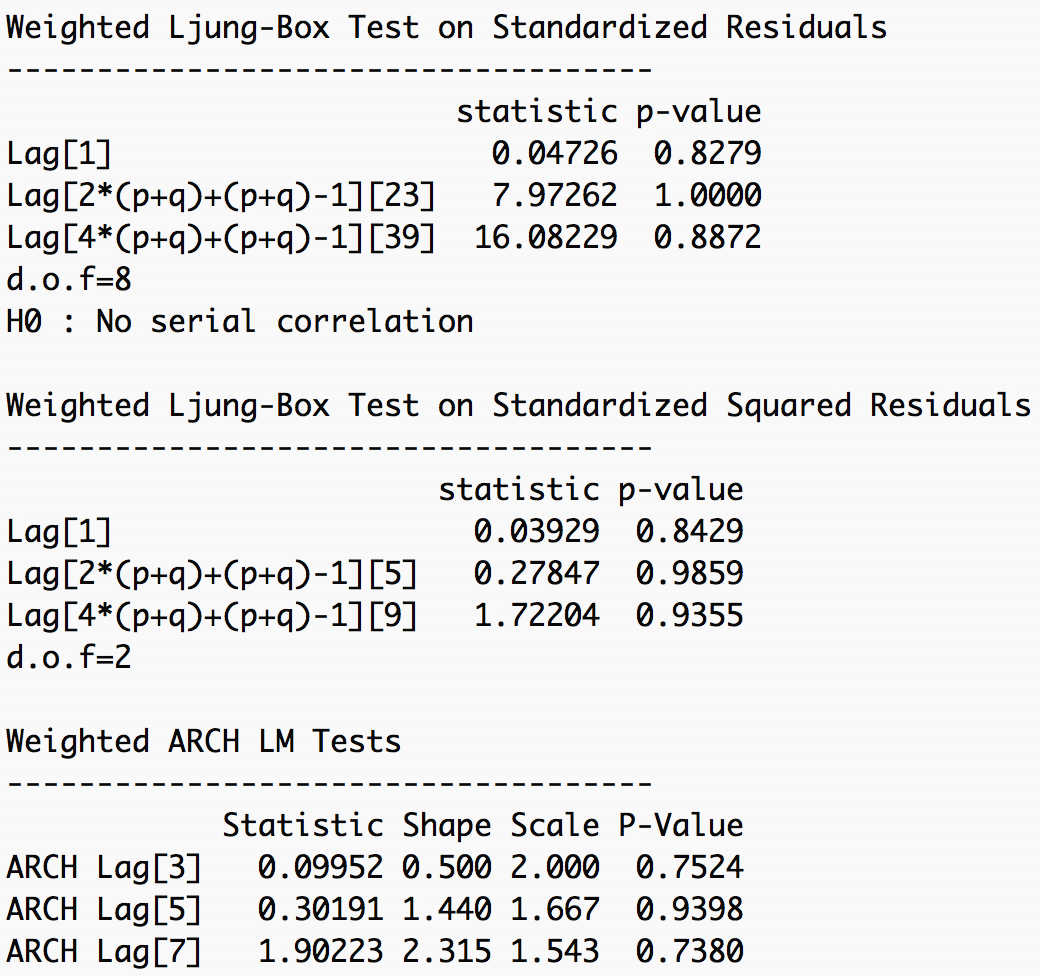 Weighted Ljung-Box Test on Standardized Residuals
------------------------------------
                         statistic p-value
Lag[1]                     0.04726  0.8279
Lag[2*(p+q)+(p+q)-1][23]   7.97262  1.0000
Lag[4*(p+q)+(p+q)-1][39]  16.08229  0.8872
d.o.f=8
H0 : No serial correlation

Weighted Ljung-Box Test on Standardized Squared Residuals
------------------------------------
                        statistic p-value
Lag[1]                    0.03929  0.8429
Lag[2*(p+q)+(p+q)-1][5]   0.27847  0.9859
Lag[4*(p+q)+(p+q)-1][9]   1.72204  0.9355
d.o.f=2

Weighted ARCH LM Tests
------------------------------------
            Statistic Shape Scale P-Value
ARCH Lag[3]   0.09952 0.500 2.000  0.7524
ARCH Lag[5]   0.30191 1.440 1.667  0.9398
ARCH Lag[7]   1.90223 2.315 1.543  0.7380